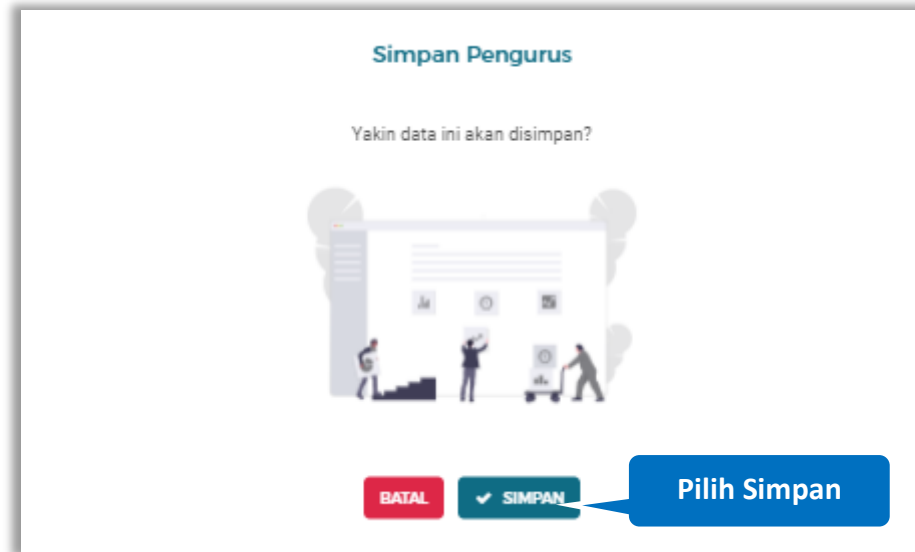 Simpan Pengurus
Yakin data ini akan disimpan?
BATAL
SIMPAN
Pilih Simpan